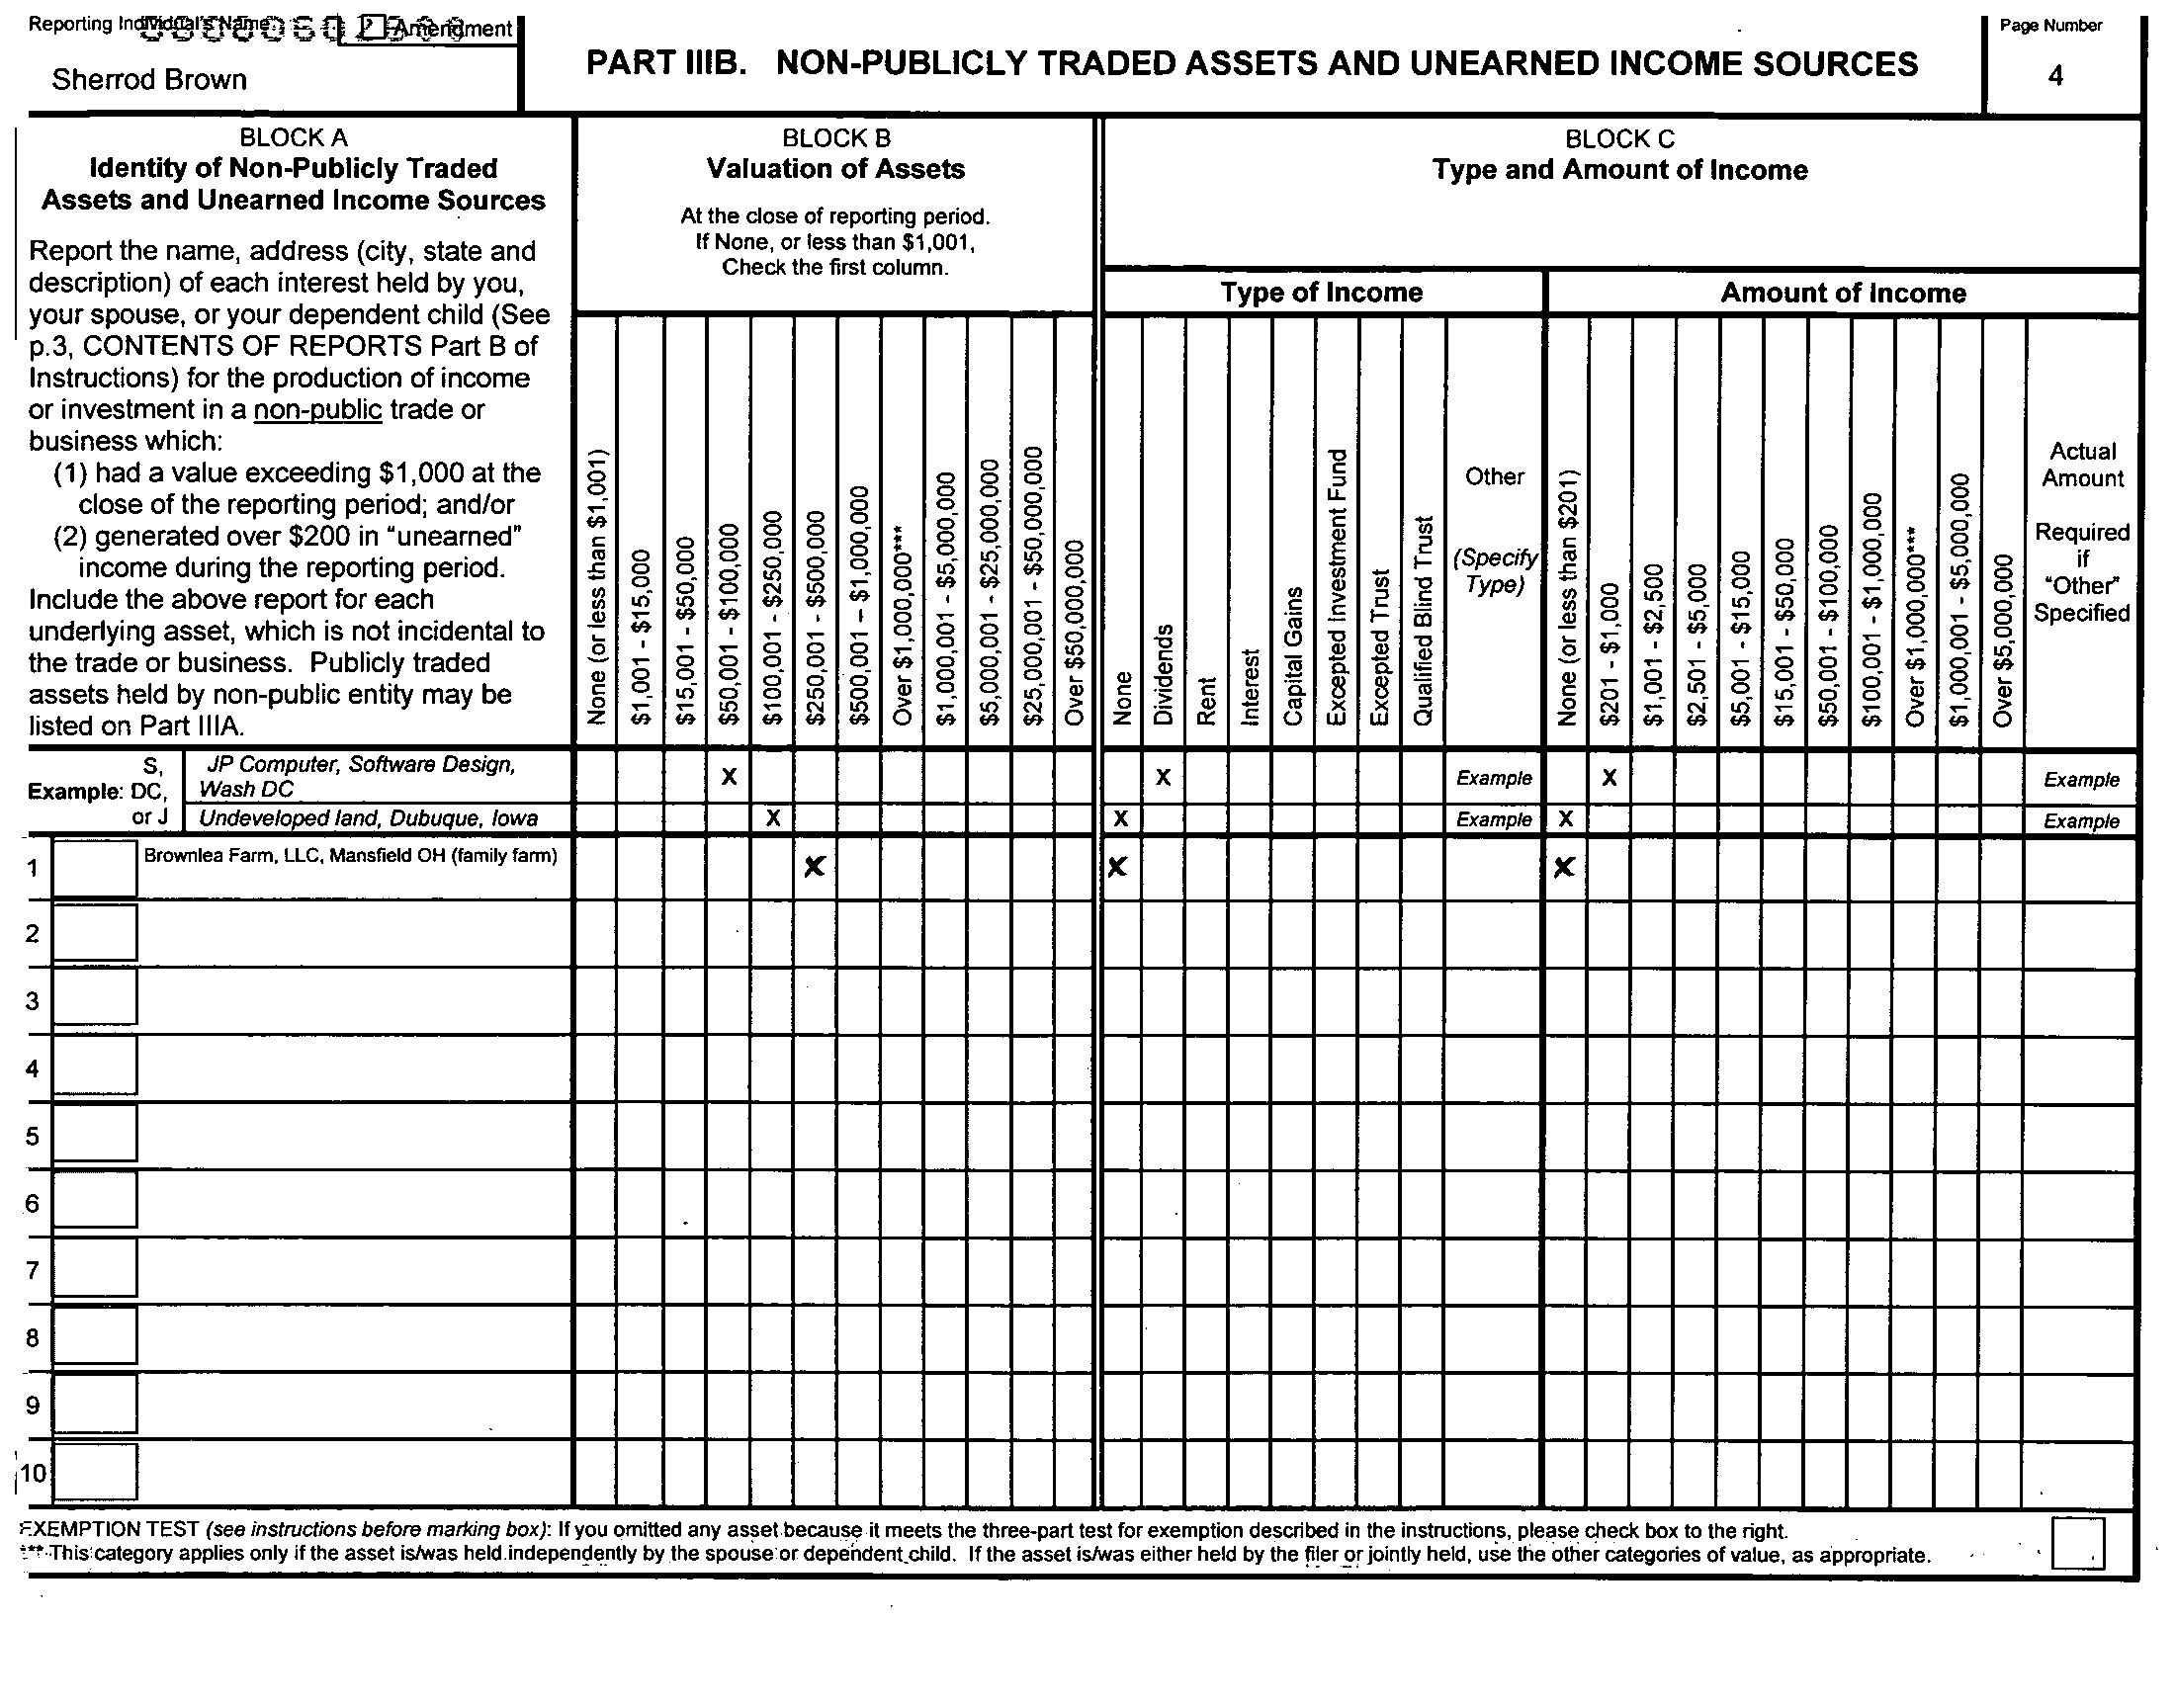 Reporting Individual's Name
Amendment
Sherrod Brown
PART IIIB. NON-PUBLICLY TRADED ASSETS AND UNEARNED INCOME SOURCES
Page Number
4
BLOCK A
Identity of Non-Publicly Traded
Assets and Unearned Income Sources
Report the name, address (city, state and
description) of each interest held by you,
your spouse, or your dependent child (See
p.3, CONTENTS OF REPORTS Part B of
Instructions) for the production of income
or investment in a non-public trade or
business which:
(1) had a value exceeding $1,000 at the
close of the reporting period; and/or
(2) generated over $200 in "unearned"
income during the reporting period.
Include the above report for each
underlying asset, which is not incidental to
the trade or business. Publicly traded
assets held by non-public entity may be
listed on Part IIIA.
BLOCK B
Valuation of Assets
At the close of reporting period.
If None, or less than $1,001,
Check the first column.
None (or less than $1,001)
$1,001 - $15,000
$15,001 - $50,000
$50,001 - $100,000
$100,001 - $250,000
$250,001 - $500,000
$500,001 - $1,000,000
Over $1,000,000***
$1,000,001 - $5,000,000
$5,000,001 - $25,000,000
$25,000,001 - $50,000,000
Over $50,000,000
BLOCK C
Type and Amount of Income
Type of Income
None
Dividends
Rent
Interest
Capital Gains
Excepted Investment Fund
Excepted Trust
Qualified Blind Trust
Other
(Specify
Type)
Amount of Income
None (or less than $201)
$201 - $1,000
$1,001 - $2,500
$2,501 - $5,000
$5,001 - $15,000
$15,001 - $50,000
$50,001 - $100,000
$100,001 - $1,000,000
Over $1,000,000***
$1,000,001 - $5,000,000
Over $5,000,000
Actual
Amount
Required
if
"Other"
Specified
Example:
S,
DC,
or J
JP Computer, Software Design,
Wash DC
X X Example X Example
Undeveloped land, Dubuque, Iowa X X Example X Example
1 Brownlea Farm, LLC, Mansfield OH (family farm) X X X
2
3
4
5
6
7
8
9
10
EXEMPTION TEST (see instructions before marking box): If you omitted any asset because it meets the three-part test for exemption described in the instructions, please check box to the right.
*** This category applies only if the asset is/was held independently by the spouse or dependent child. If the asset is/was either held by the filer or jointly held, use the other categories of value, as appropriate.